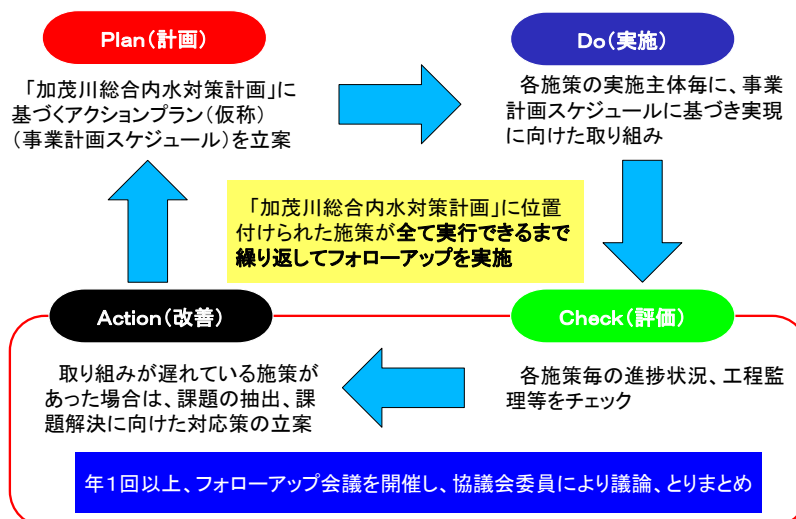 Plan(計画)
「加茂川総合内水対策計画」に
基づくアクションプラン(仮称)
(事業計画スケジュール)を立案
Do(実施)
各施策の実施主体毎に、事業
計画スケジュールに基づき実現
に向けた取り組み
「加茂川総合内水対策計画」に位置
付けられた施策が全て実行できるまで
繰り返してフォローアップを実施
Check(評価)
各施策毎の進捗状況、工程監
理等をチェック
Action(改善)
取り組みが遅れている施策が
あった場合は、課題の抽出、課
題解決に向けた対応策の立案
年1回以上、フォローアップ会議を開催し、協議会委員により議論、とりまとめ